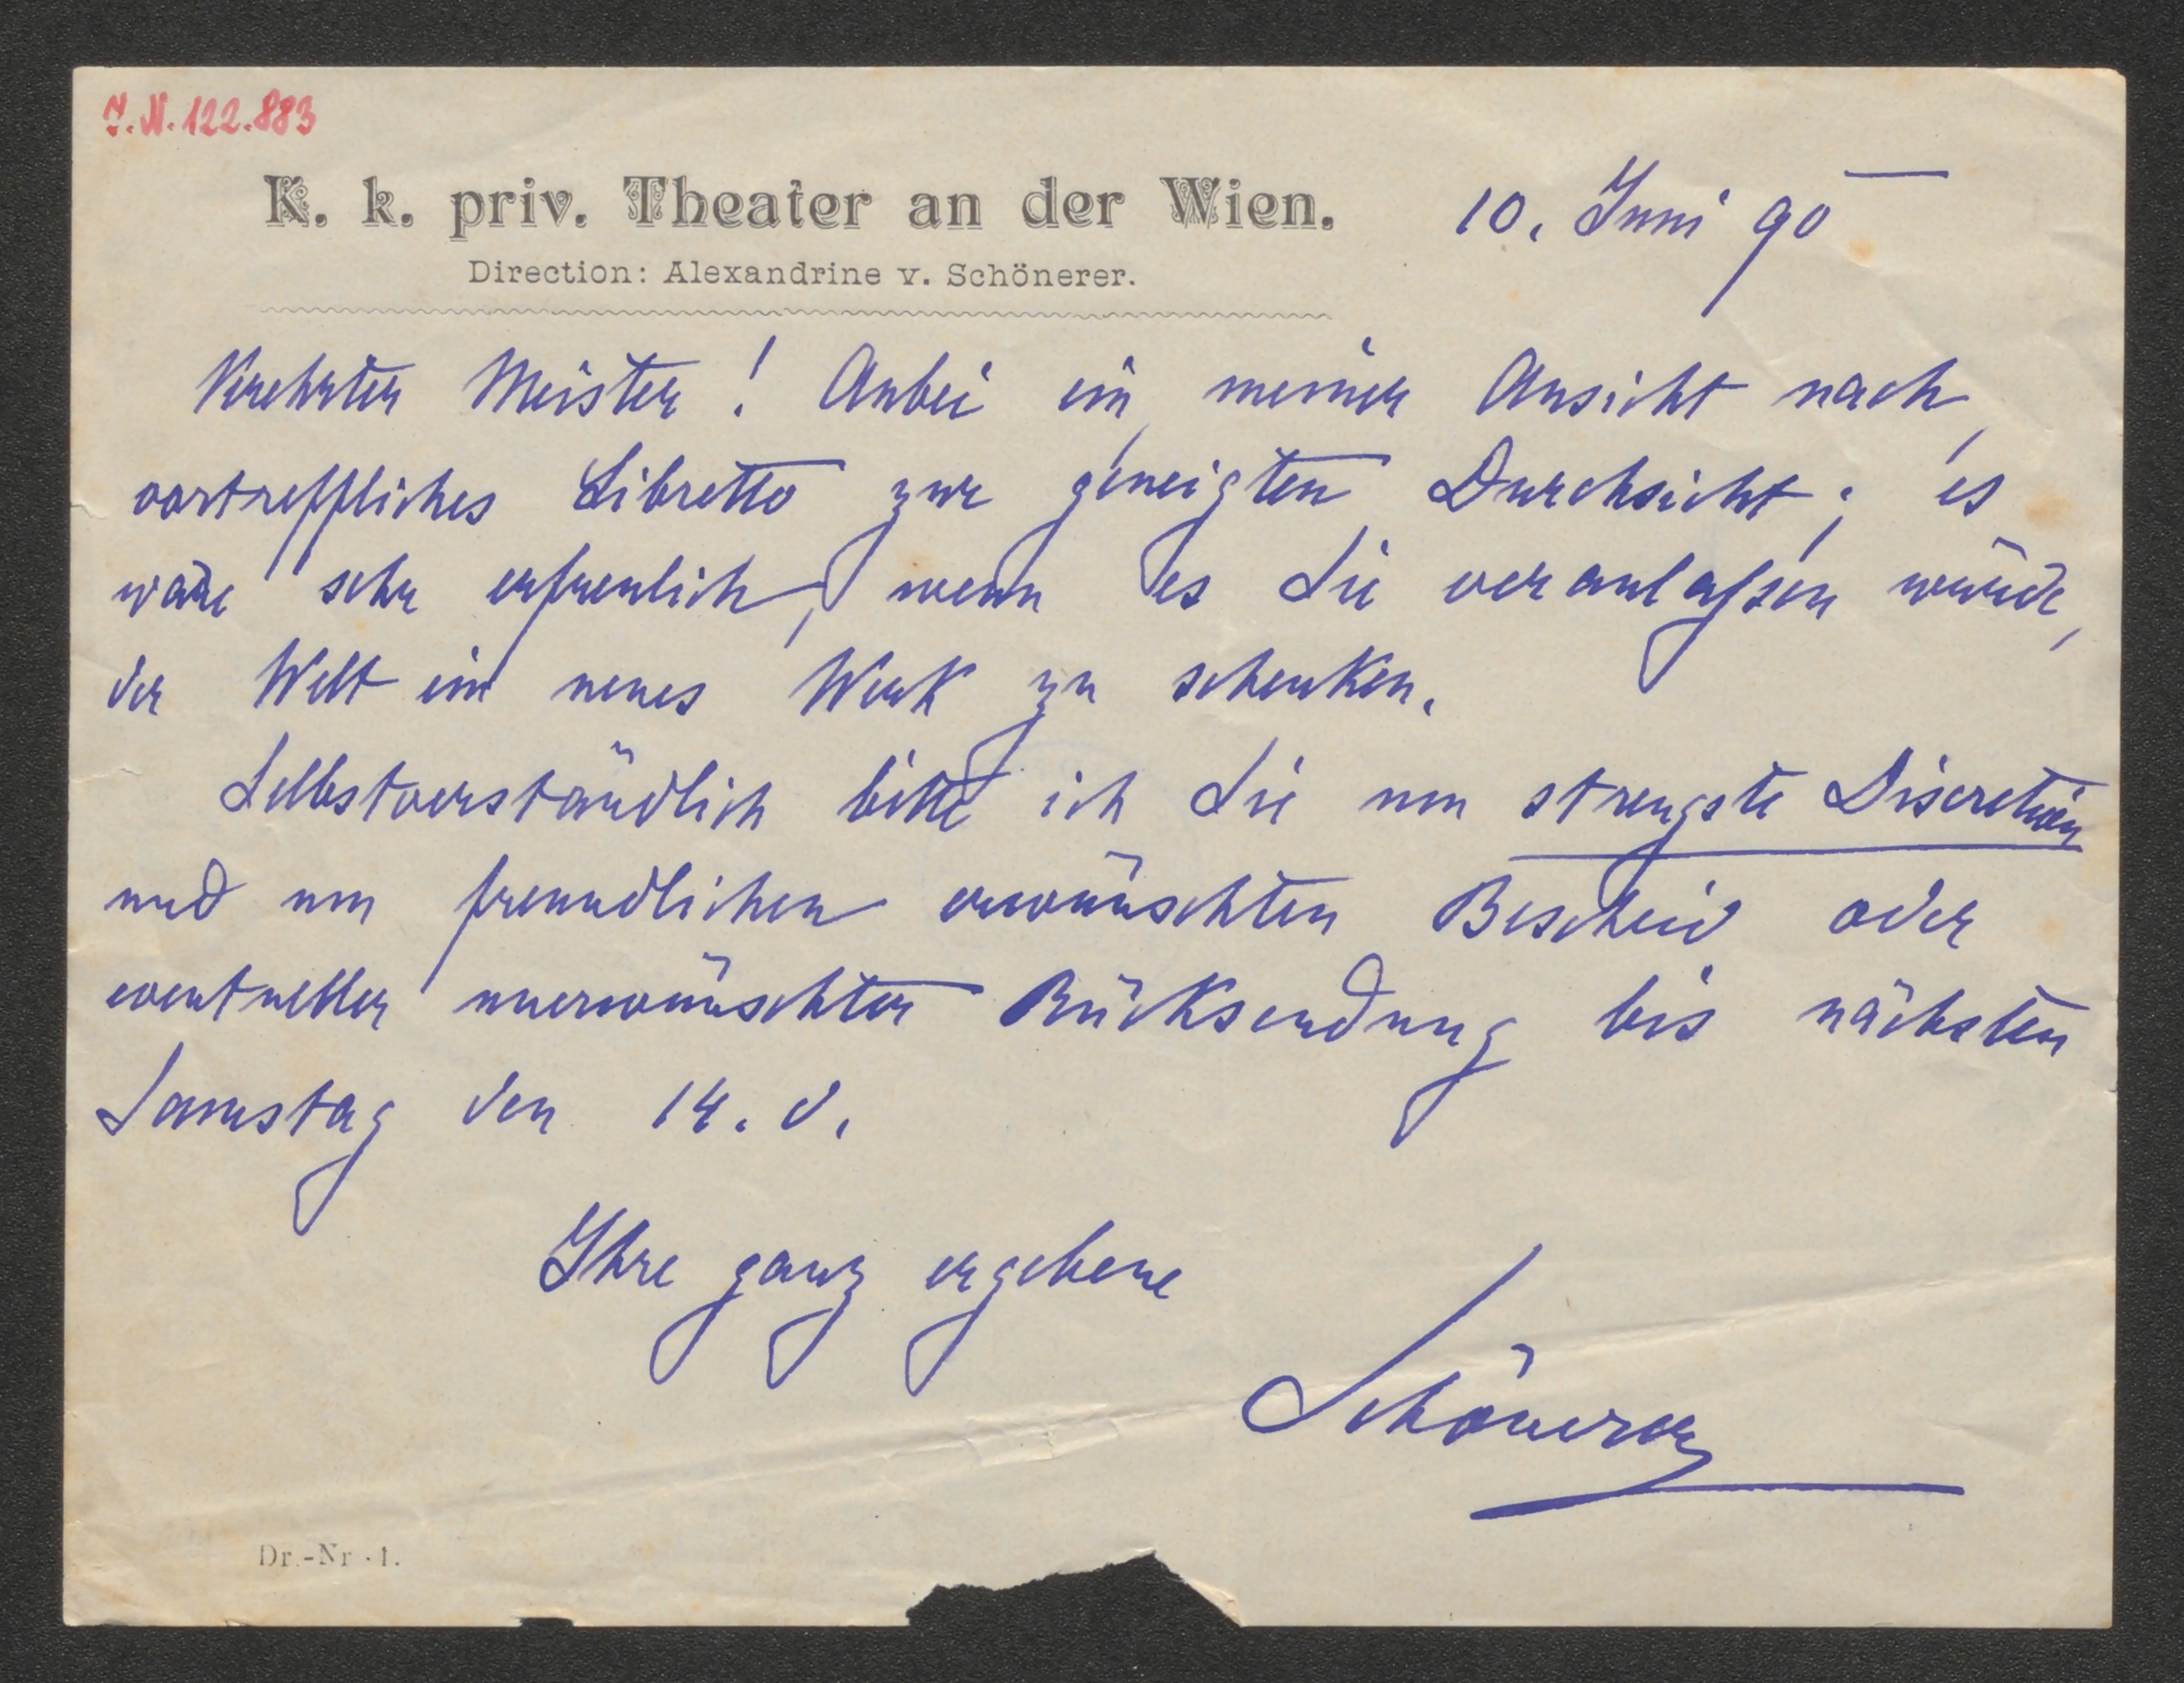 J.N. 122.883
K. k. priv. Theater an der Wien.
10. Juni 90
Direction: Alexandrine v. Schönerer.
Verehrter Meister! Anbei ein, meiner Ansicht nach,
vortreffliches Libretto zur geneigten Durchsicht; es
wäre sehr erfreulich, wenn es Sie veranlaßen würde,
der Welt ein neues Werk zu schenken.
Selbstverständlich bitte ich Sie um strengste Discretion
und um freundlichen erwünschten Bescheid oder
eventueller unerwünschter Rücksendung bis nächsten
Samstag den 14. d.
Ihre ganz ergebene
Schönerer
Dr.-Nr. 1.